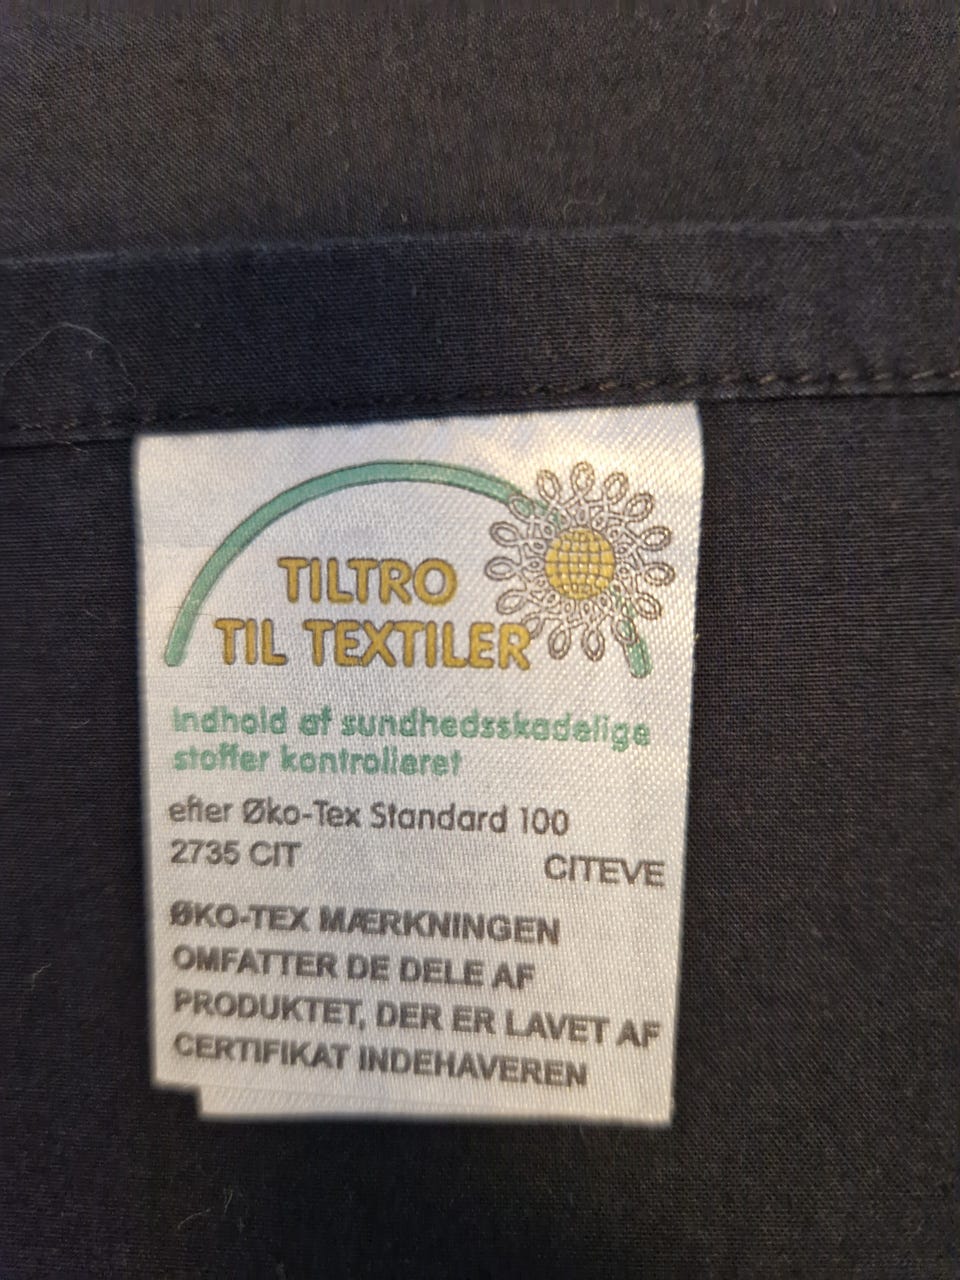 TILTRO
TIL TEXTILER
Indhold af sundhedsskadelige
stoffer kontrolleret
efter Øko-Tex Standard 100
2735 CIT CITEVE
ØKO-TEX MÆRKNINGEN
OMFATTER DE DELE AF
PRODUKTET, DER ER LAVET AF
CERTIFIKAT INDEHAVEREN